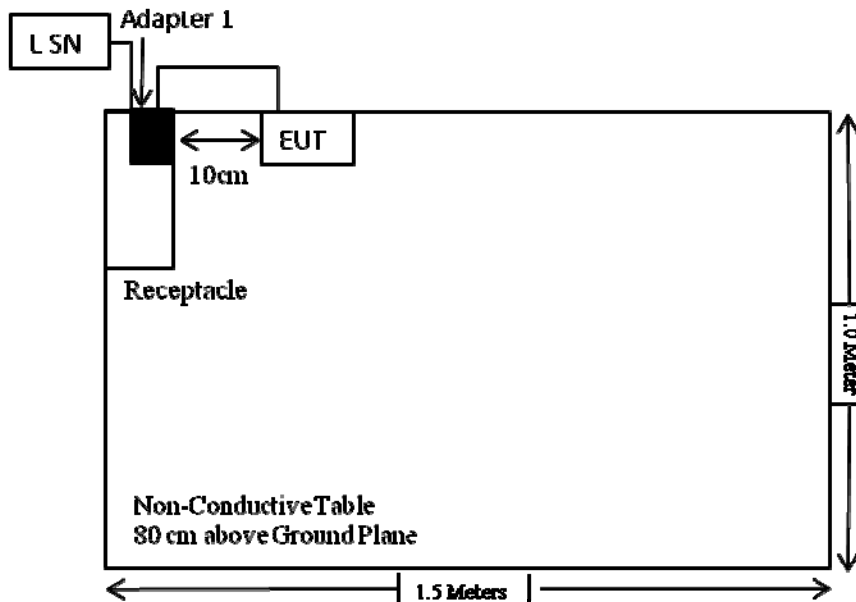 Adapter 1
LISN
EUT
10cm
Receptacle
1.0 Meter
Non-Conductive Table
80 cm above Ground Plane
1.5 Meters